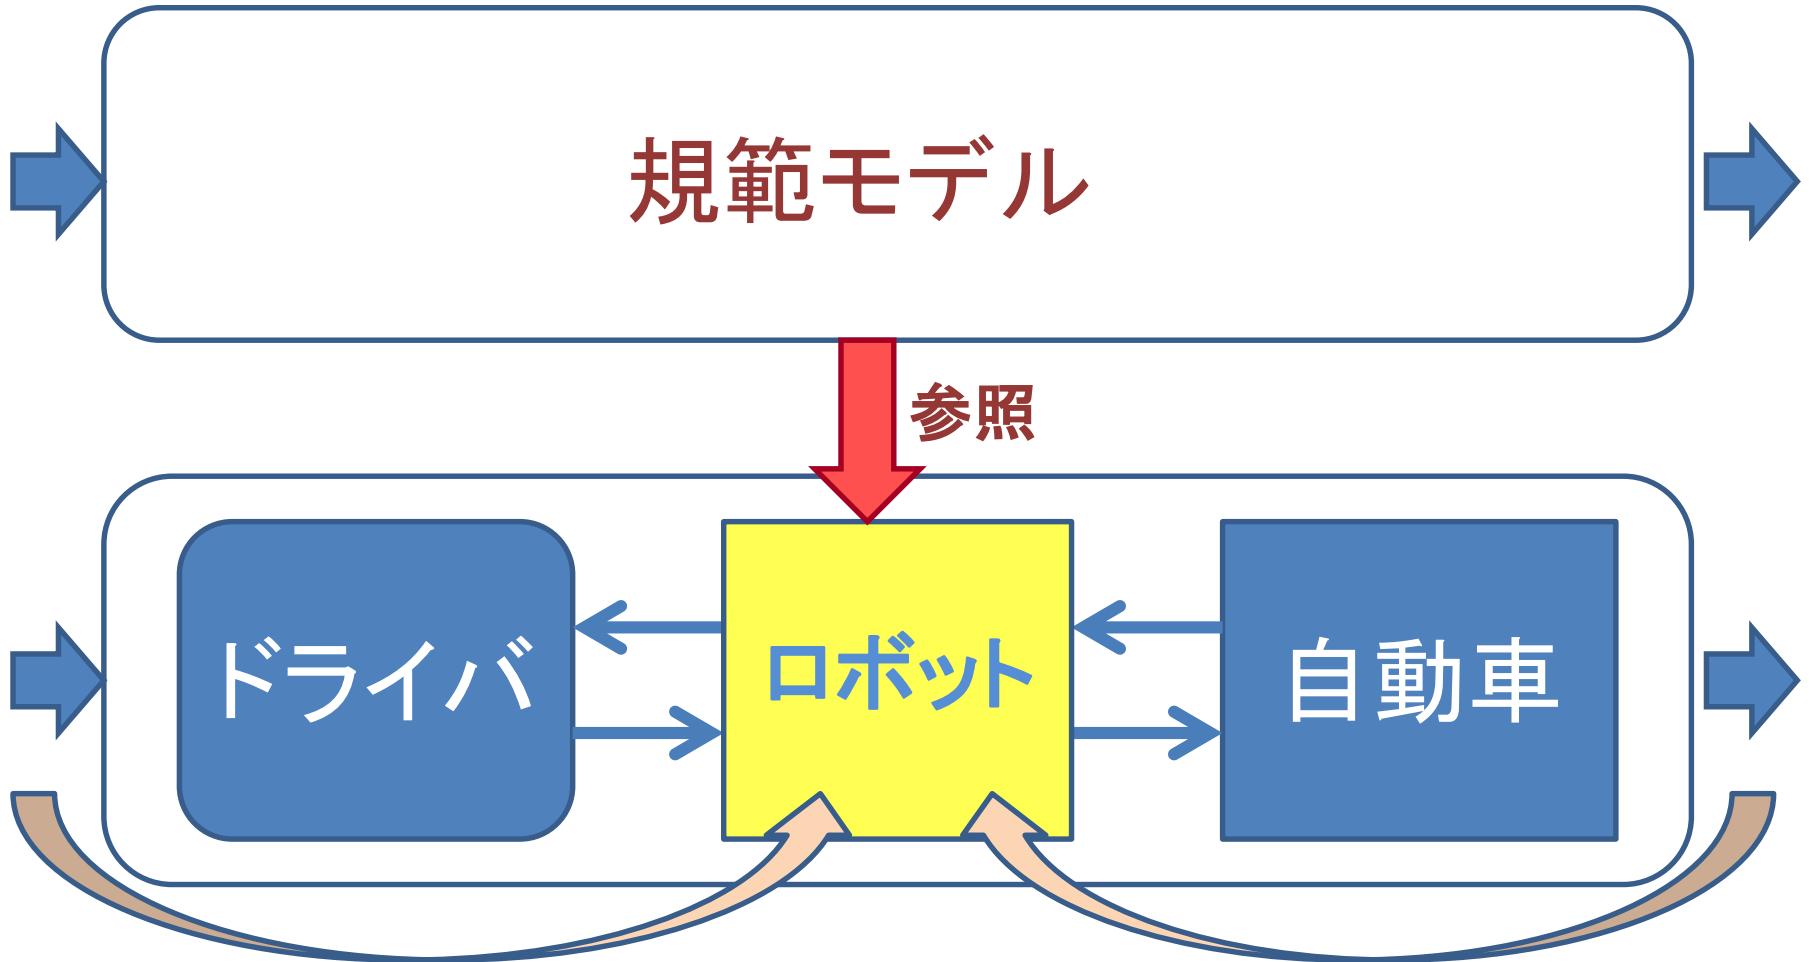 規範モデル
参照
ドライバ
ロボット
自動車